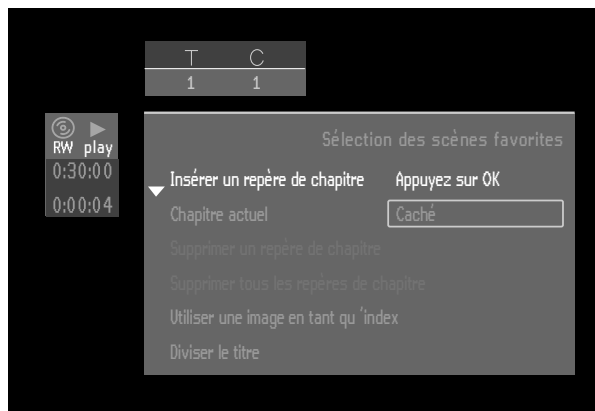 T C
1 1
RW play
0:30:00
0:00:04
Sélection des scènes favorites
Insérer un repère de chapitre Appuyez sur OK
Chapitre actuel Caché
Supprimer un repère de chapitre
Supprimer tous les repères de chapitre
Utiliser une image en tant qu 'index
Diviser le titre